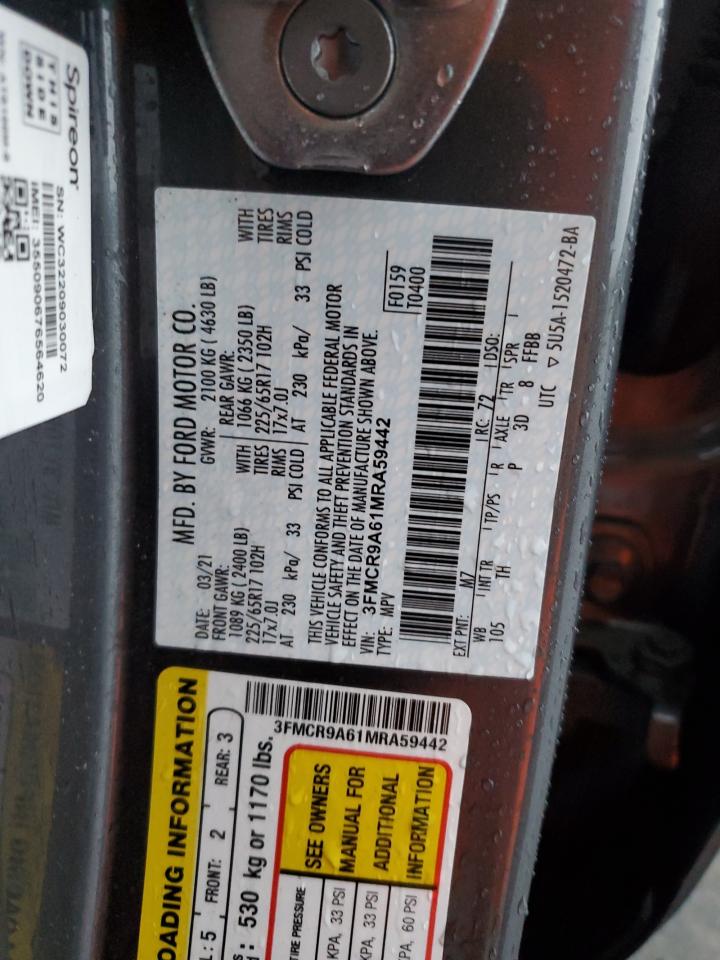 Spireon
THIS
SIDE
DOWN
SN: WC32209030072
IMEI: 355090676564620
MFD. BY FORD MOTOR CO.
DATE: 03/21 GVWR: 2100 KG ( 4630 LB)
FRONT GAWR: REAR GAWR:
1089 KG ( 2400 LB) WITH 1066 KG ( 2350 LB) WITH
225/65R17 102H TIRES 225/65R17 102H TIRES
17x7.0J RIMS 17x7.0J RIMS
AT 230 kPa/ 33 PSI COLD AT 230 kPa/ 33 PSI COLD
THIS VEHICLE CONFORMS TO ALL APPLICABLE FEDERAL MOTOR
VEHICLE SAFETY AND THEFT PREVENTION STANDARDS IN
EFFECT ON THE DATE OF MANUFACTURE SHOWN ABOVE.
VIN: 3FMCR9A61MRA59442
TYPE: MPV
F0159
T0400
EXT PNT: M7 RC: 72 DSO:
WB INT TR TP/PS R AXLE TR SPR
105 TH P 3D 8 FFBB
UTC ▽ 5U5A-1520472-BA
OADING INFORMATION
L: 5 FRONT: 2 REAR: 3
530 kg or 1170 lbs.
3FMCR9A61MRA59442
TIRE PRESSURE
KPA, 33 PSI
KPA, 33 PSI
KPA, 60 PSI
SEE OWNERS
MANUAL FOR
ADDITIONAL
INFORMATION